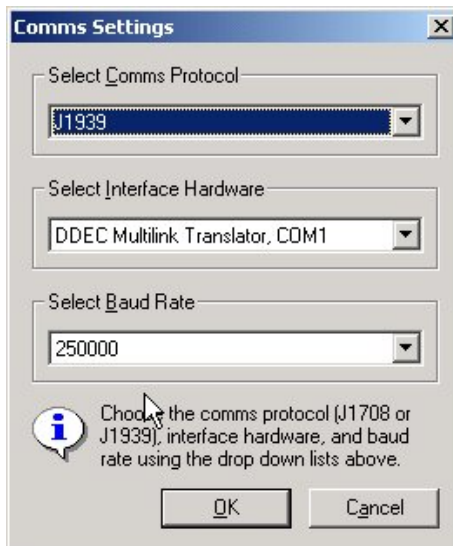 Comms Settings
Select Comms Protocol
J1939
Select Interface Hardware
DDEC Multilink Translator, COM1
Select Baud Rate
250000
Choose the comms protocol (J1708 or
J1939), interface hardware, and baud
rate using the drop down lists above.
OK
Cancel